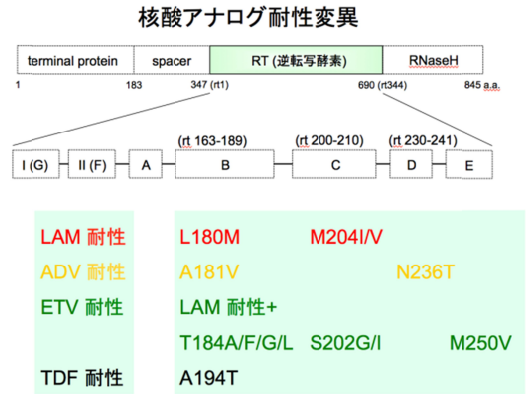 核酸アナログ耐性変異
terminal protein spacer RT (逆転写酵素) RNaseH
1 183 347 (rt1) 690 (rt344) 845 a.a.
(rt 163-189) (rt 200-210) (rt 230-241)
I (G) II (F) A B C D E
LAM 耐性 L180M M204I/V
ADV 耐性 A181V N236T
ETV 耐性 LAM 耐性+
T184A/F/G/L S202G/I M250V
TDF 耐性 A194T